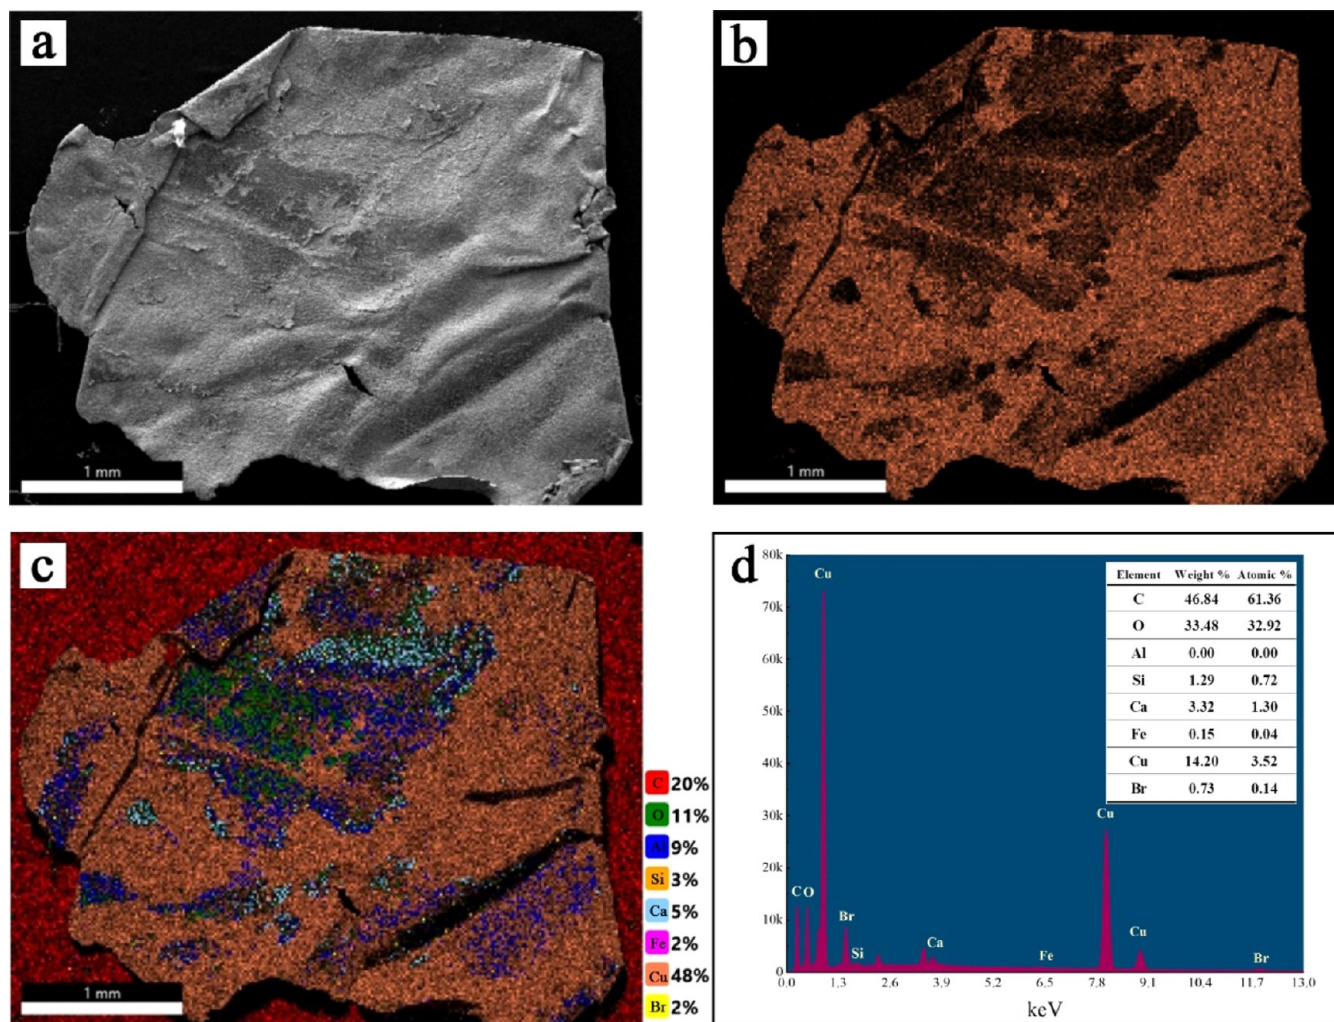 a
1 mm
b
1 mm
c
1 mm
C 20%
O 11%
Al 9%
Si 3%
Ca 5%
Fe 2%
Cu 48%
Br 2%
d
80k
70k
60k
50k
40k
30k
20k
10k
0
Cu
C O
Br
Si
Ca
Fe
Cu
Cu
Br
0.0 1.3 2.6 3.9 5.2 6.5 7.8 9.1 10.4 11.7 13.0
keV
Element Weight % Atomic %
C 46.84 61.36
O 33.48 32.92
Al 0.00 0.00
Si 1.29 0.72
Ca 3.32 1.30
Fe 0.15 0.04
Cu 14.20 3.52
Br 0.73 0.14